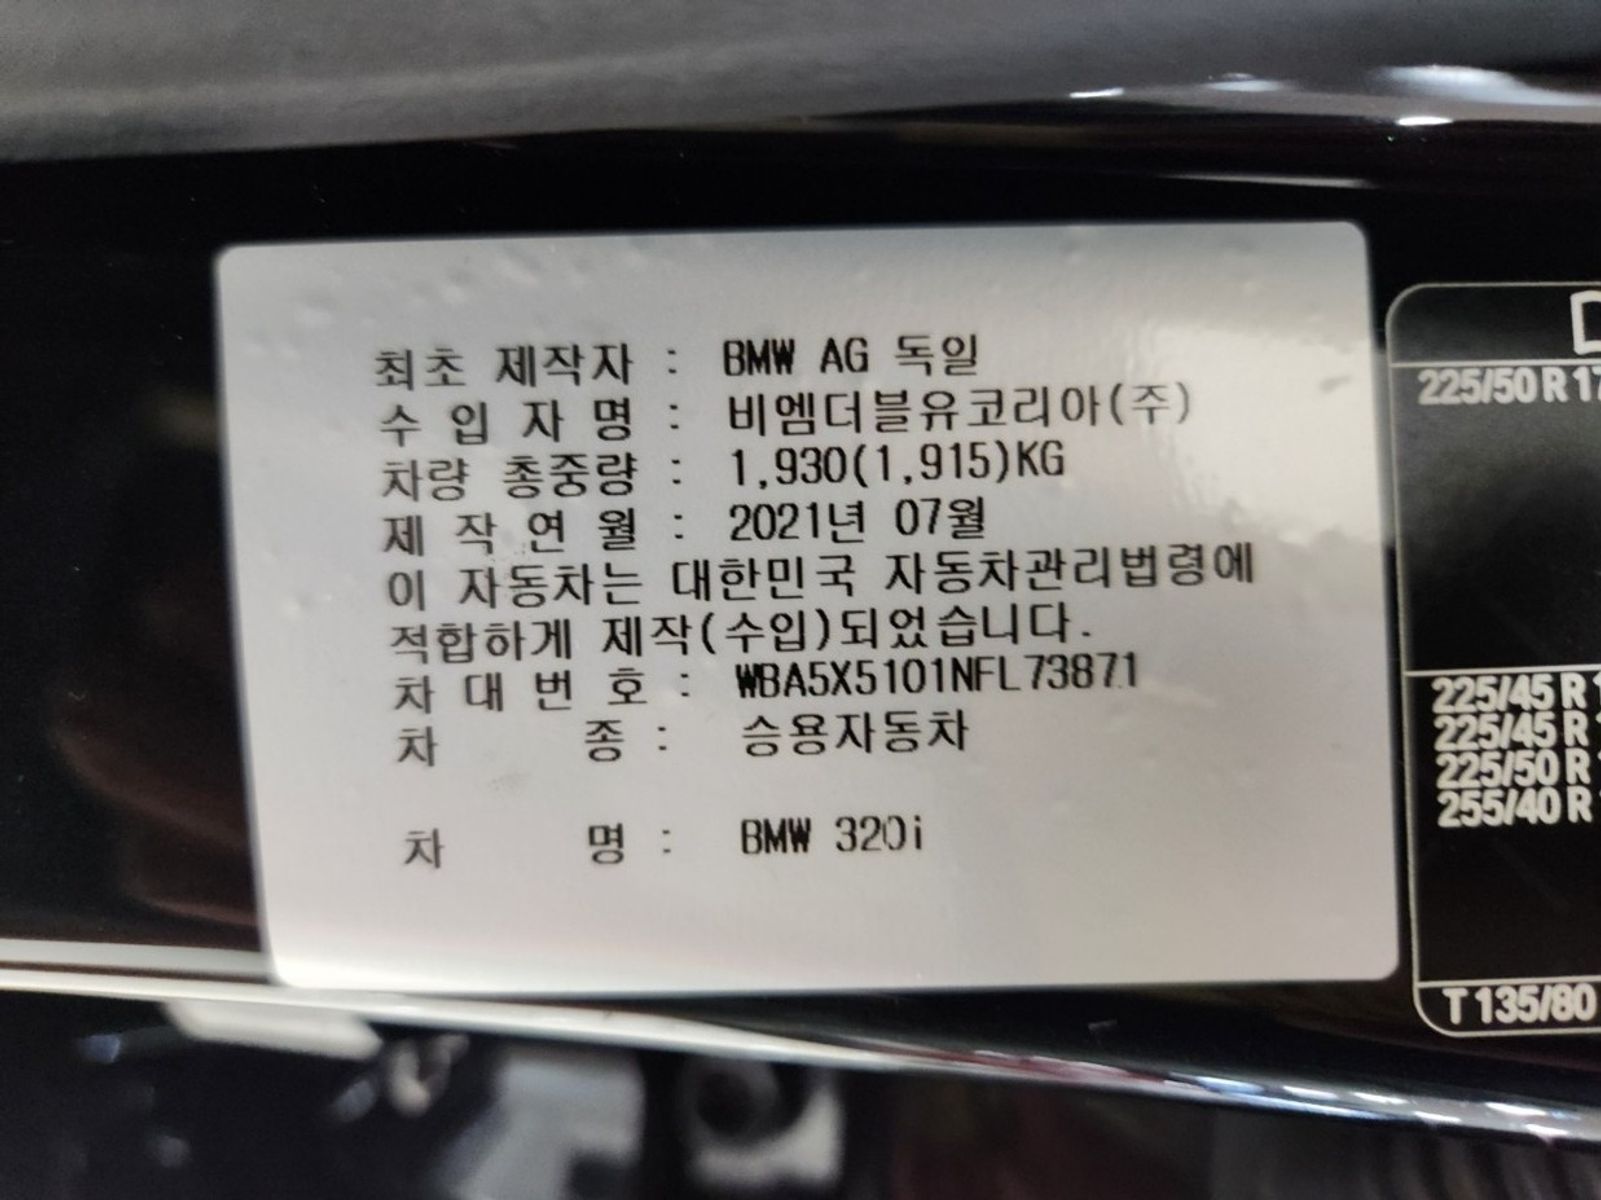 최초 제작자 : BMW AG 독일
수 입 자 명 : 비엠더블유코리아(주)
차량 총중량 : 1,930(1,915)KG
제 작 연 월 : 2021년 07월
이 자동차는 대한민국 자동차관리법령에
적합하게 제작(수입)되었습니다.
차 대 번 호 : WBA5X5101NFL73871
차 종 : 승용자동차
차 명 : BMW 320i
225/50 R 17
225/45 R
225/45 R
225/50 R
255/40 R
T 135/80